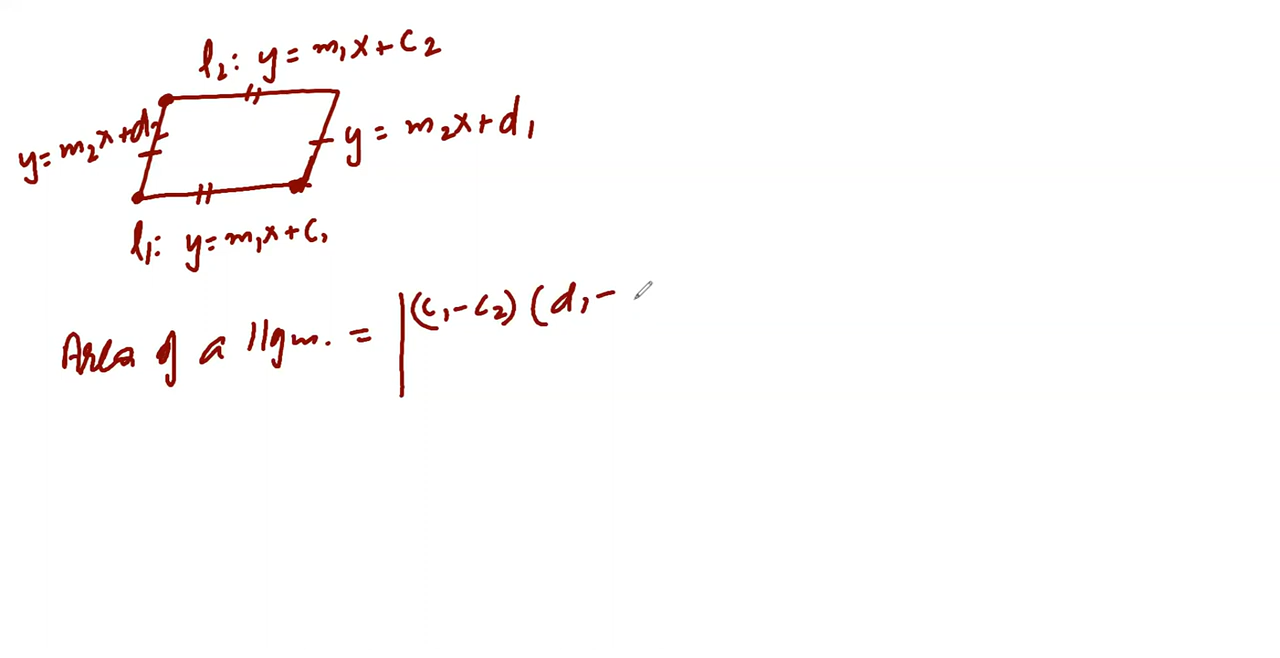 l₂: y = m₁x + c₂
y = m₂x + d₂
y = m₂x + d₁
l₁: y = m₁x + c₁
Area of a ||gm. = |(c₁ - c₂) (d₁ -